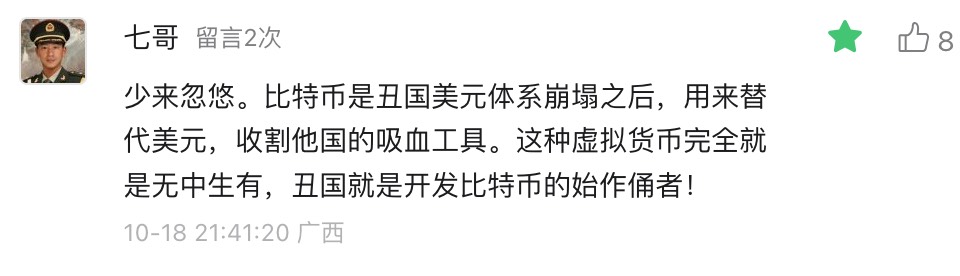 七哥 留言2次
8
少来忽悠。比特币是丑国美元体系崩塌之后，用来替
代美元，收割他国的吸血工具。这种虚拟货币完全就
是无中生有，丑国就是开发比特币的始作俑者！
10-18 21:41:20 广西